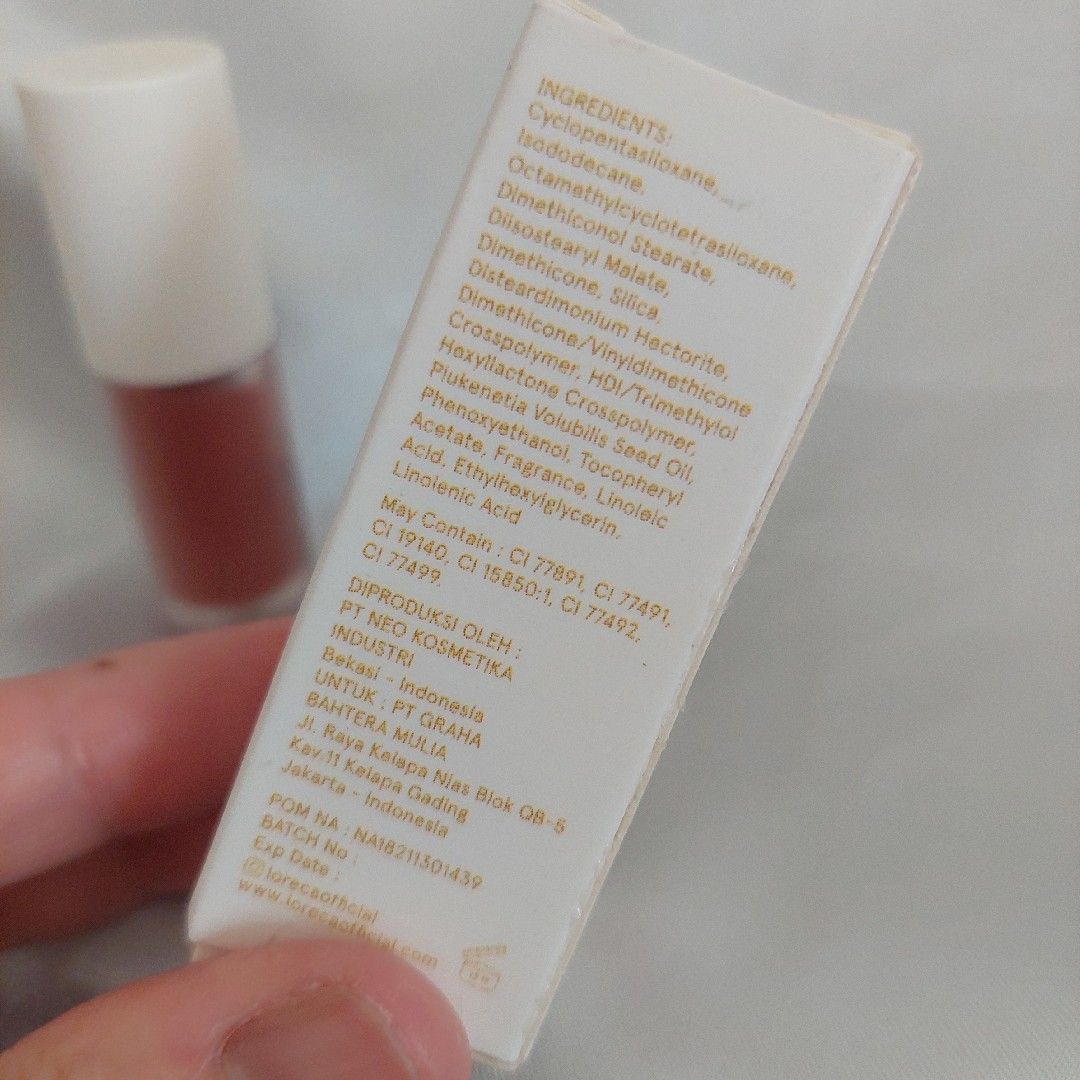 INGREDIENTS:
Cyclopentasiloxane,
Isododecane,
Octamethylcyclotetrasiloxane,
Dimethiconol Stearate,
Diisostearyl Malate,
Dimethicone, Silica,
Disteardimonium Hectorite,
Dimethicone/Vinyldimethicone
Crosspolymer, HDI/Trimethylol
Hexyllactone Crosspolymer,
Plukenetia Volubilis Seed Oil,
Phenoxyethanol, Tocopheryl
Acetate, Fragrance, Linoleic
Acid, Ethylhexylglycerin,
Linolenic Acid
May Contain : CI 77891, CI 77491,
CI 19140, CI 15850:1, CI 77492,
CI 77499.
DIPRODUKSI OLEH :
PT NEO KOSMETIKA
INDUSTRI
Bekasi - Indonesia
UNTUK : PT GRAHA
BAHTERA MULIA
Jl. Raya Kelapa Nias Blok QB-5
Kav.11 Kelapa Gading
Jakarta - Indonesia
POM NA : NA18211301439
BATCH No :
Exp Date :
lorecaofficial
www.lorecaofficial.com